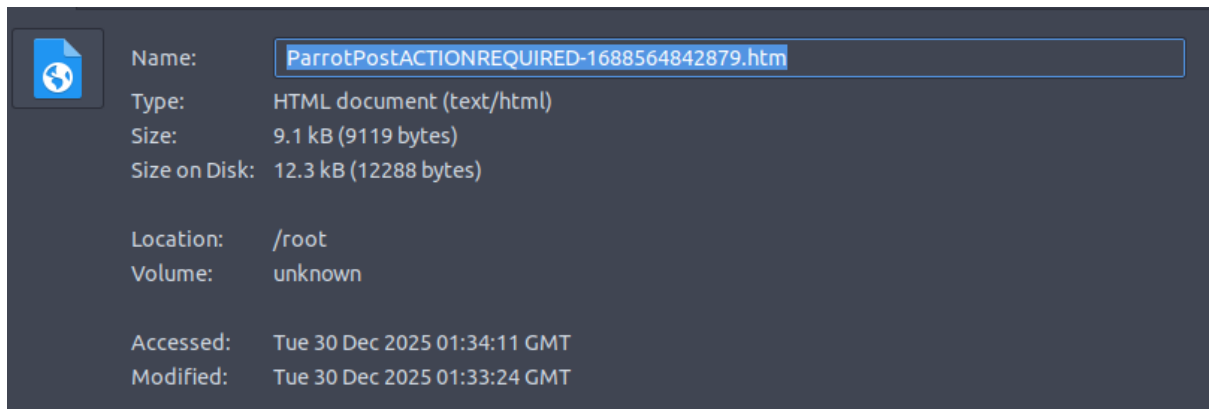 Name: ParrotPostACTIONREQUIRED-1688564842879.htm
Type: HTML document (text/html)
Size: 9.1 kB (9119 bytes)
Size on Disk: 12.3 kB (12288 bytes)
Location: /root
Volume: unknown
Accessed: Tue 30 Dec 2025 01:34:11 GMT
Modified: Tue 30 Dec 2025 01:33:24 GMT